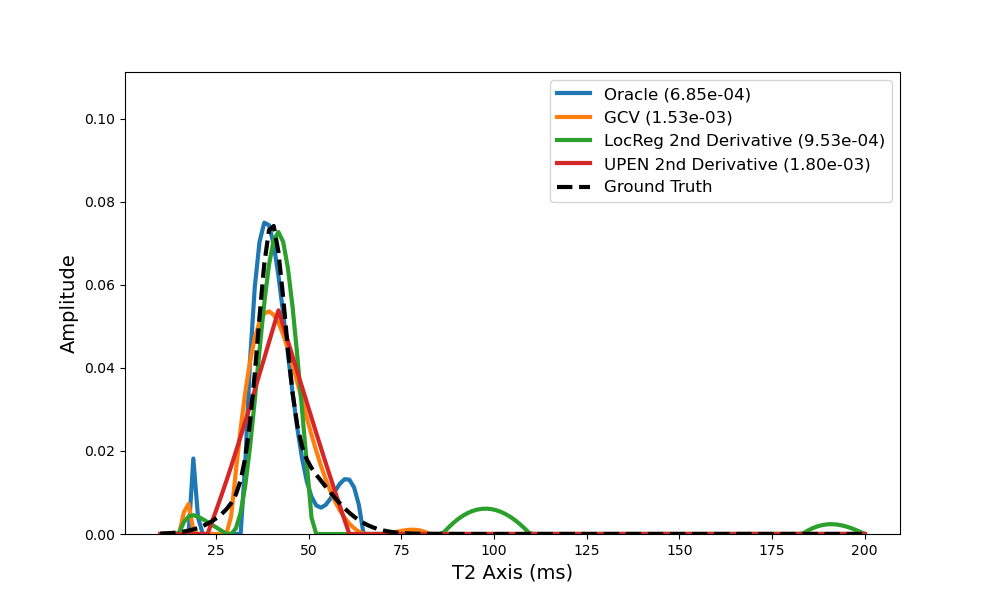 Oracle (6.85e-04)
GCV (1.53e-03)
LocReg 2nd Derivative (9.53e-04)
UPEN 2nd Derivative (1.80e-03)
Ground Truth
0.10
0.08
0.06
0.04
0.02
0.00
Amplitude
25 50 75 100 125 150 175 200
T2 Axis (ms)